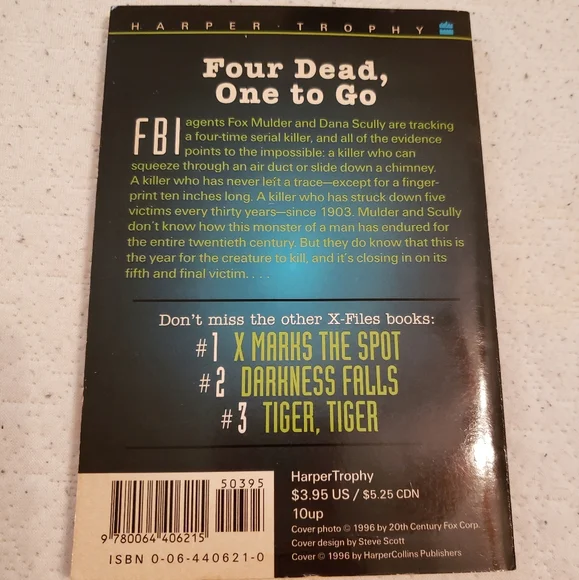 HARPER TROPHY
Four Dead,
One to Go
FBI agents Fox Mulder and Dana Scully are tracking
a four-time serial killer, and all of the evidence
points to the impossible: a killer who can
squeeze through an air duct or slide down a chimney.
A killer who has never left a trace—except for a finger-
print ten inches long. A killer who has struck down five
victims every thirty years—since 1903. Mulder and Scully
don't know how this monster of a man has endured for
the entire twentieth century. But they do know that this is
the year for the creature to kill, and it's closing in on its
fifth and final victim. . . .
Don't miss the other X-Files books:
#1 X MARKS THE SPOT
#2 DARKNESS FALLS
#3 TIGER, TIGER
50395
9 780064 406215
ISBN 0-06-440621-0
HarperTrophy
$3.95 US / $5.25 CDN
10up
Cover photo © 1996 by 20th Century Fox Corp.
Cover design by Steve Scott
Cover © 1996 by HarperCollins Publishers